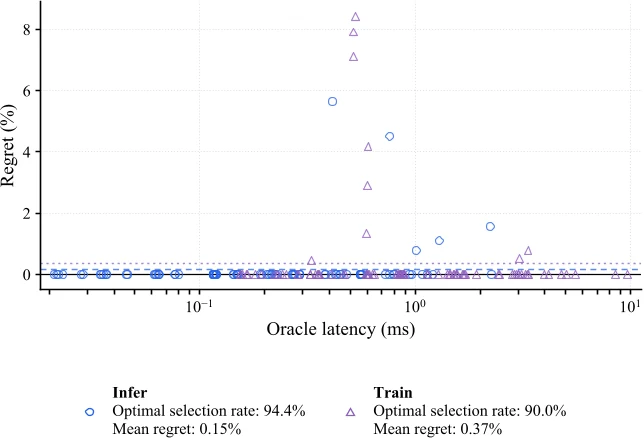 8
6
4
2
0
Regret (%)
10⁻¹ 10⁰ 10¹
Oracle latency (ms)
Infer
Optimal selection rate: 94.4%
Mean regret: 0.15%
Train
Optimal selection rate: 90.0%
Mean regret: 0.37%